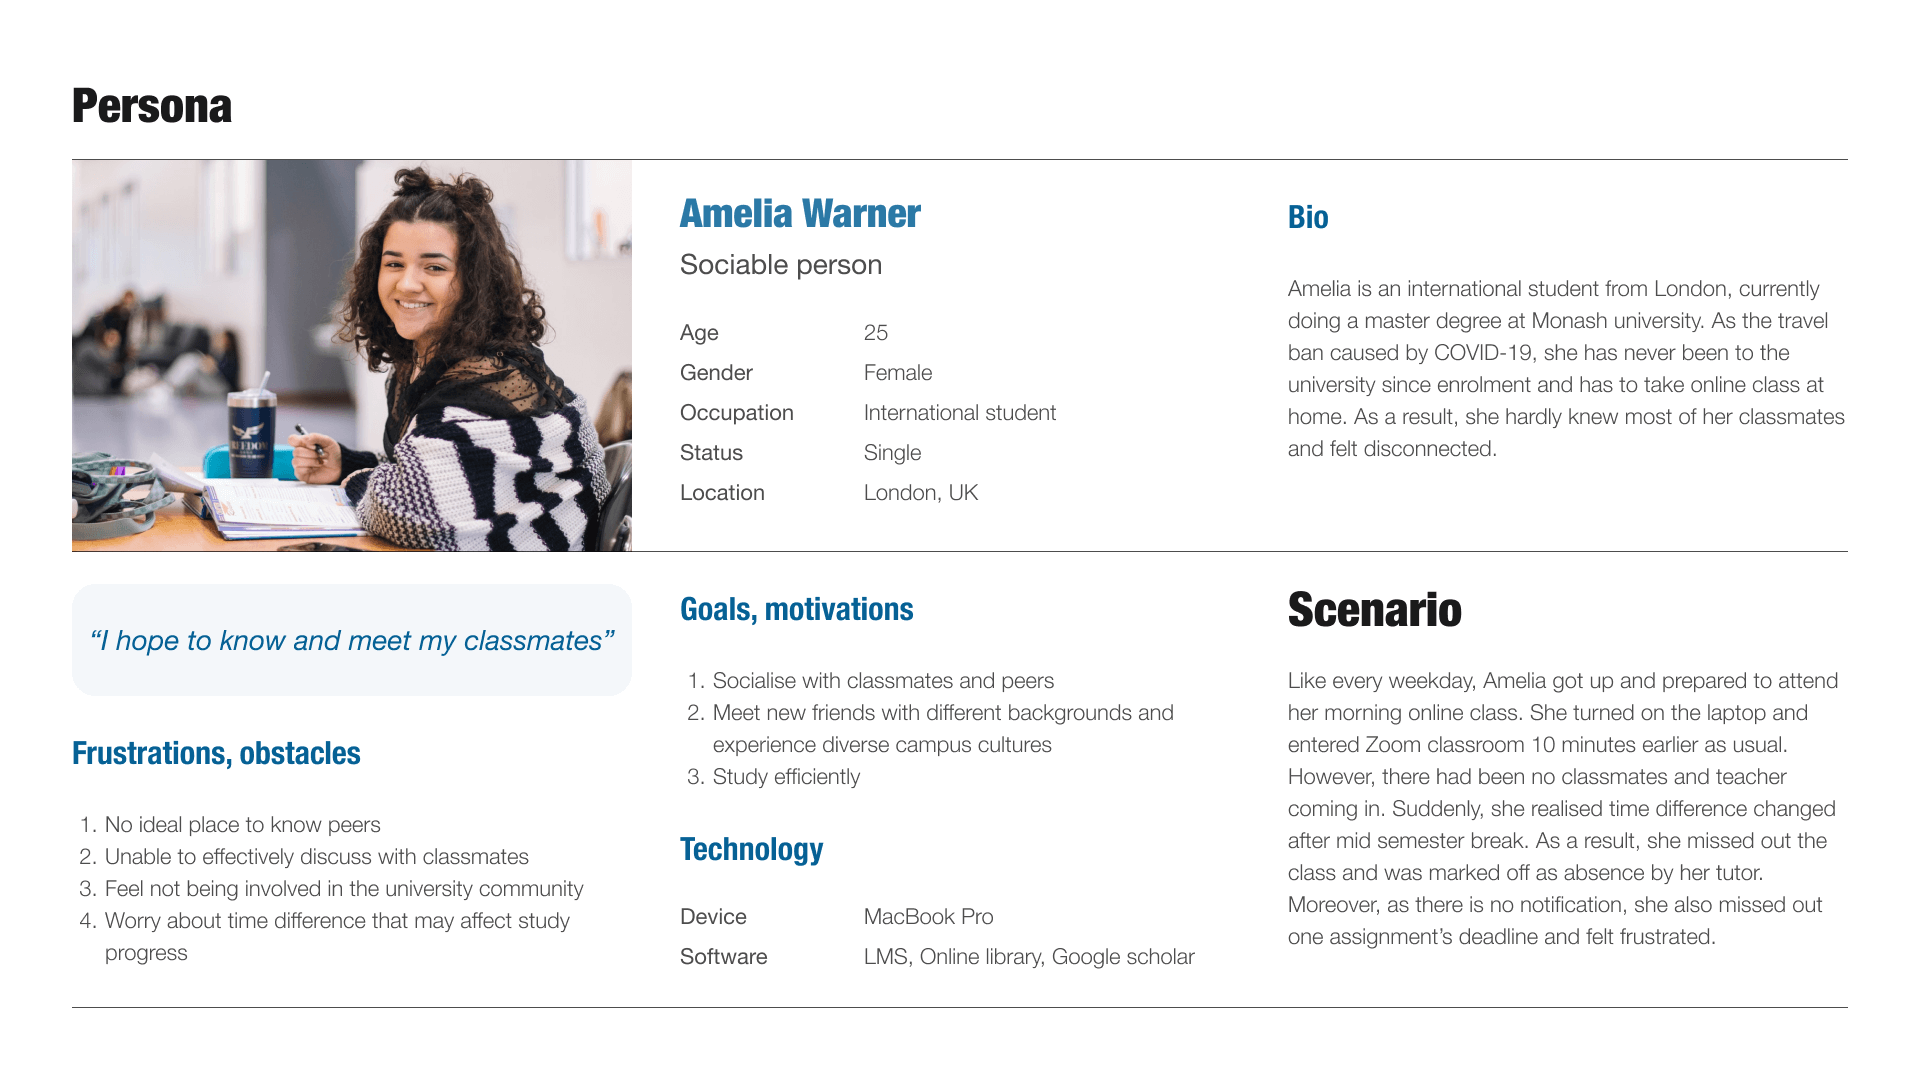 Persona
Amelia Warner
Sociable person
Age 25
Gender Female
Occupation International student
Status Single
Location London, UK
Bio
Amelia is an international student from London, currently
doing a master degree at Monash university. As the travel
ban caused by COVID-19, she has never been to the
university since enrolment and has to take online class at
home. As a result, she hardly knew most of her classmates
and felt disconnected.
“I hope to know and meet my classmates”
Frustrations, obstacles
1. No ideal place to know peers
2. Unable to effectively discuss with classmates
3. Feel not being involved in the university community
4. Worry about time difference that may affect study
progress
Goals, motivations
1. Socialise with classmates and peers
2. Meet new friends with different backgrounds and
experience diverse campus cultures
3. Study efficiently
Technology
Device MacBook Pro
Software LMS, Online library, Google scholar
Scenario
Like every weekday, Amelia got up and prepared to attend
her morning online class. She turned on the laptop and
entered Zoom classroom 10 minutes earlier as usual.
However, there had been no classmates and teacher
coming in. Suddenly, she realised time difference changed
after mid semester break. As a result, she missed out the
class and was marked off as absence by her tutor.
Moreover, as there is no notification, she also missed out
one assignment’s deadline and felt frustrated.